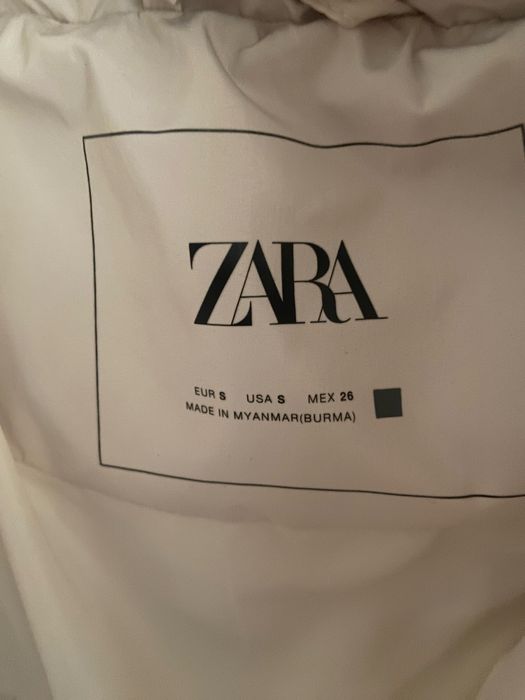 ZARA
EUR S USA S MEX 26
MADE IN MYANMAR(BURMA)